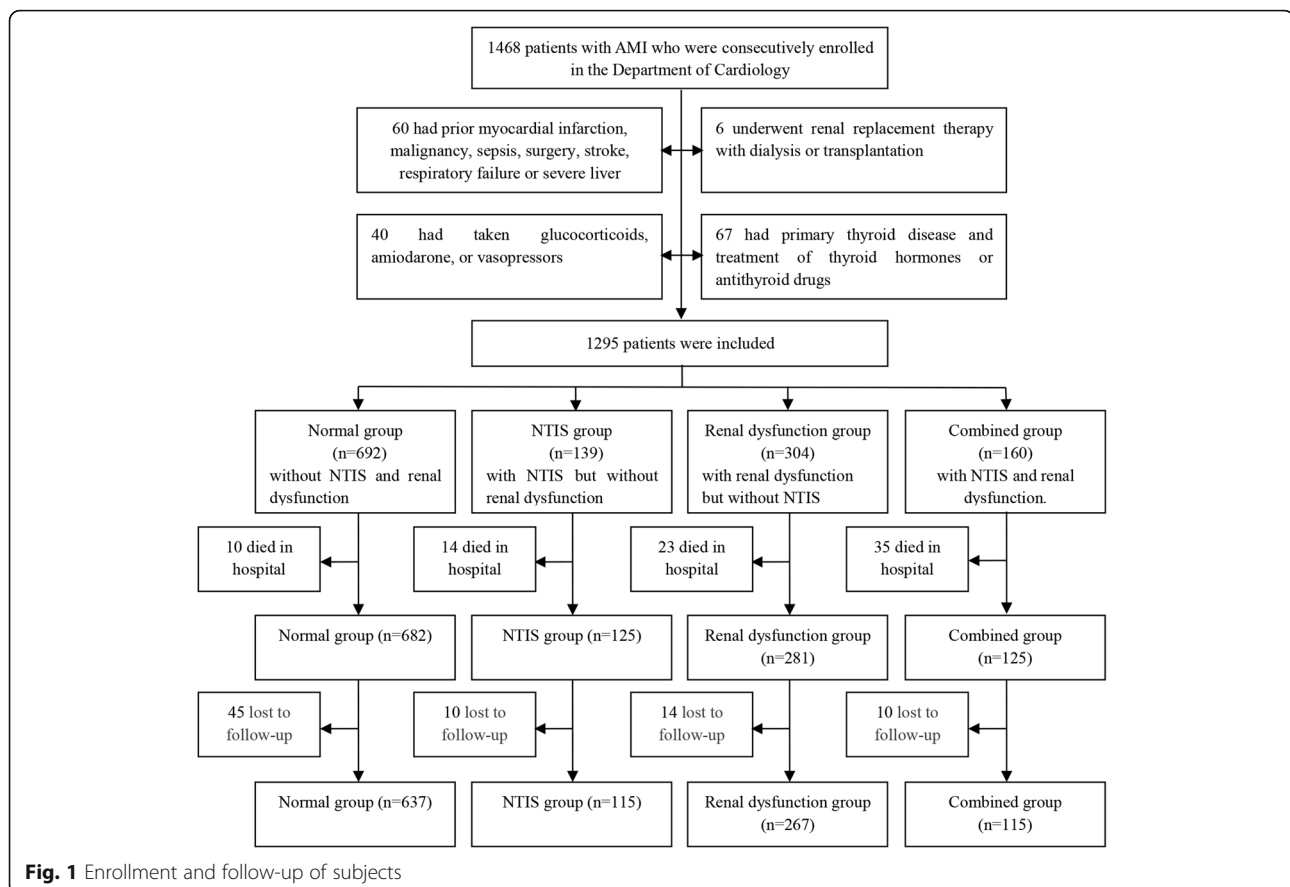 1468 patients with AMI who were consecutively enrolled
in the Department of Cardiology
60 had prior myocardial infarction,
malignancy, sepsis, surgery, stroke,
respiratory failure or severe liver
6 underwent renal replacement therapy
with dialysis or transplantation
40 had taken glucocorticoids,
amiodarone, or vasopressors
67 had primary thyroid disease and
treatment of thyroid hormones or
antithyroid drugs
1295 patients were included
Normal group
(n=692)
without NTIS and renal
dysfunction
NTIS group
(n=139)
with NTIS but without
renal dysfunction
Renal dysfunction group
(n=304)
with renal dysfunction
but without NTIS
Combined group
(n=160)
with NTIS and renal
dysfunction.
10 died in
hospital
14 died in
hospital
23 died in
hospital
35 died in
hospital
Normal group (n=682)
NTIS group (n=125)
Renal dysfunction group
(n=281)
Combined group
(n=125)
45 lost to
follow-up
10 lost to
follow-up
14 lost to
follow-up
10 lost to
follow-up
Normal group (n=637)
NTIS group (n=115)
Renal dysfunction group
(n=267)
Combined group
(n=115)
Fig. 1 Enrollment and follow-up of subjects